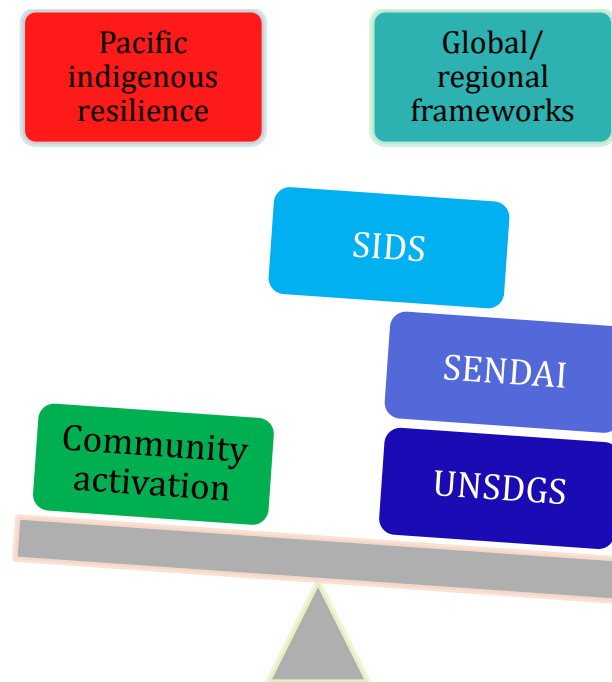 Pacific
indigenous
resilience
Global/
regional
frameworks
SIDS
SENDAI
Community
activation
UNSDGS